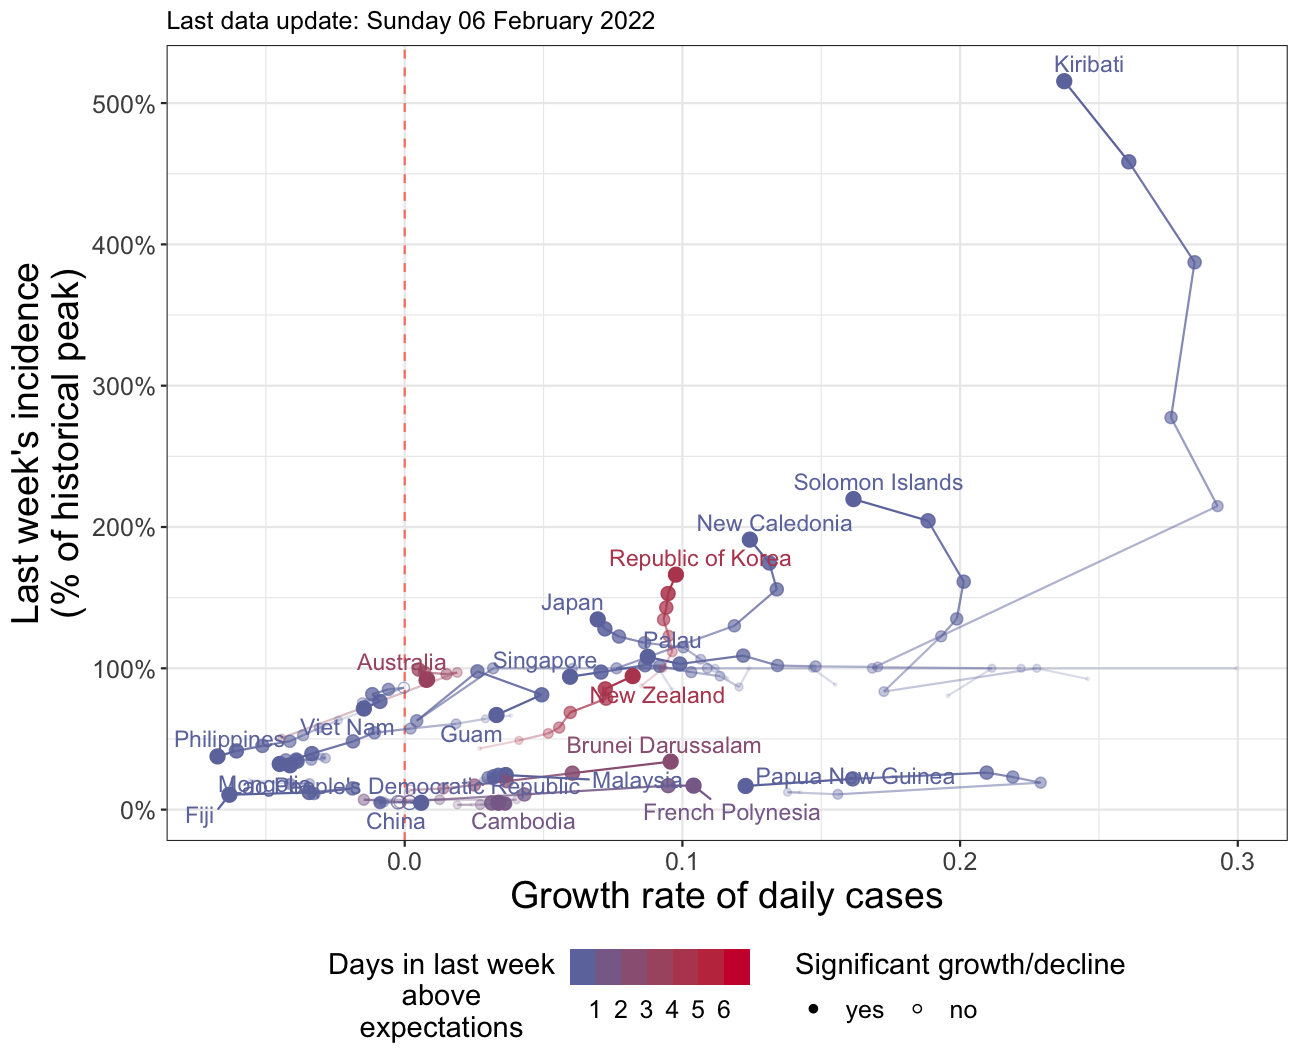 Last data update: Sunday 06 February 2022
Last week's incidence
(% of historical peak)
500%
400%
300%
200%
100%
0%
Kiribati
Solomon Islands
New Caledonia
Republic of Korea
Japan
Palau
Australia
Singapore
New Zealand
Viet Nam
Guam
Philippines
Brunei Darussalam
Mongolia
People's Democratic Republic
Malaysia
Papua New Guinea
Fiji
China
Cambodia
French Polynesia
0.0
0.1
0.2
0.3
Growth rate of daily cases
Days in last week
above
expectations
1 2 3 4 5 6
Significant growth/decline
yes
no